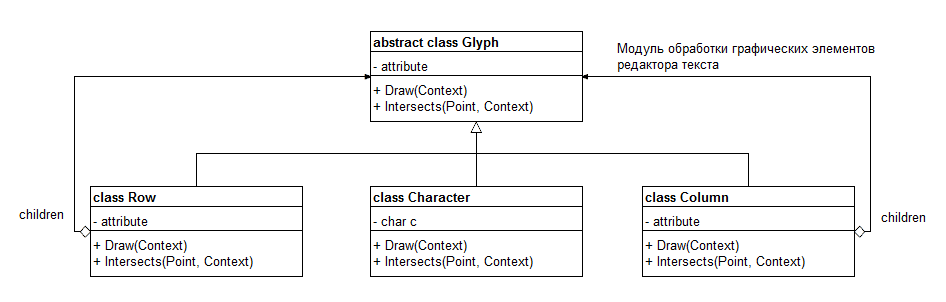 abstract class Glyph
- attribute
+ Draw(Context)
+ Intersects(Point, Context)
Модуль обработки графических элементов
редактора текста
children
class Row
- attribute
+ Draw(Context)
+ Intersects(Point, Context)
class Character
- char c
+ Draw(Context)
+ Intersects(Point, Context)
class Column
- attribute
+ Draw(Context)
+ Intersects(Point, Context)
children